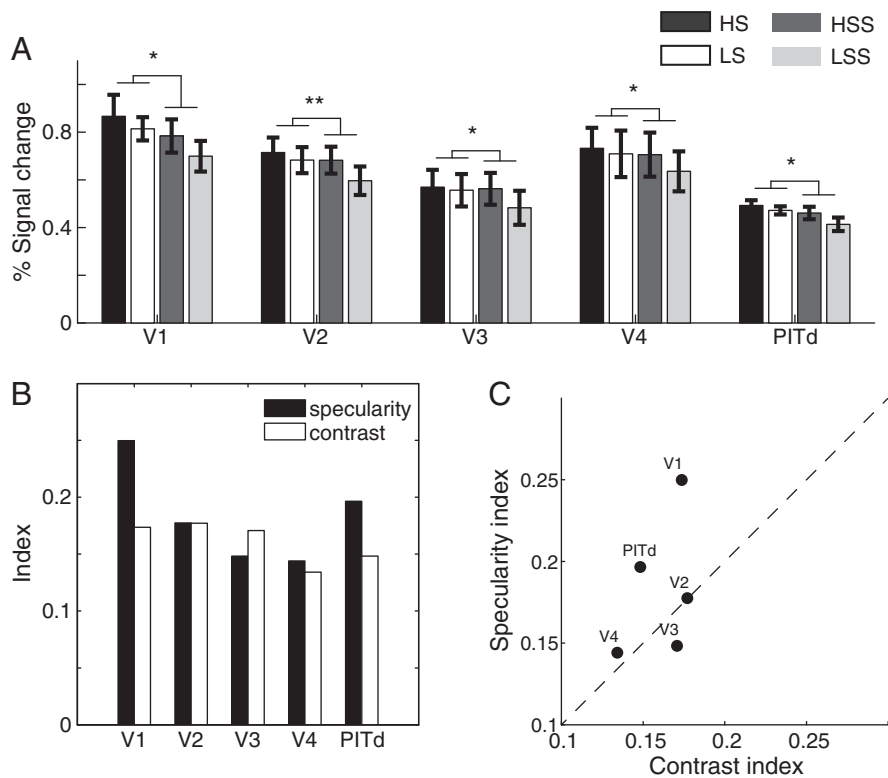 A
HS
HSS
LS
LSS
% Signal change
0.8
0.4
0
*
**
*
*
*
V1
V2
V3
V4
PITd
B
specularity
contrast
Index
0.2
0.1
0
V1
V2
V3
V4
PITd
C
Specularity index
0.25
0.2
0.15
0.1
V1
PITd
V2
V4
V3
0.1
0.15
0.2
0.25
Contrast index